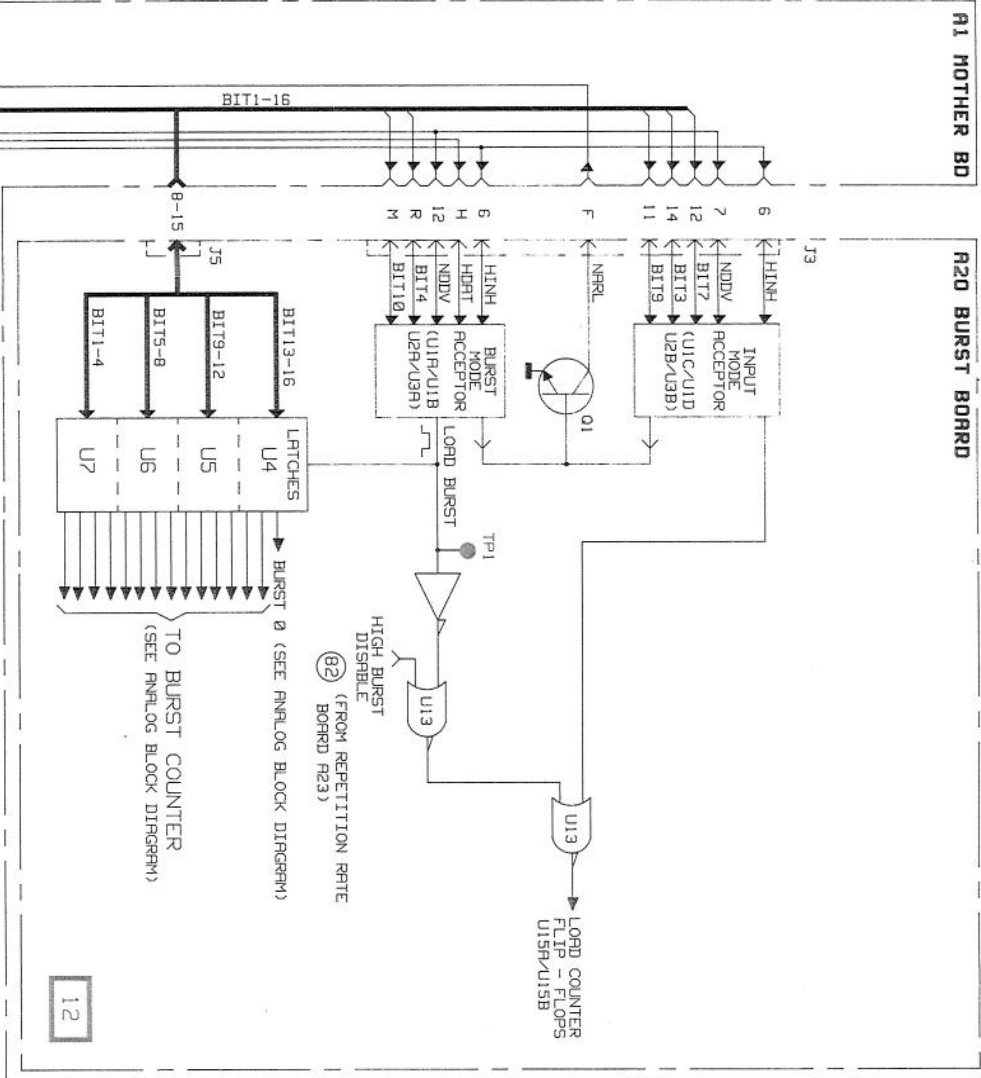 A1 MOTHER BD
A20 BURST BOARD
BIT1-16
8-15
J5
M
R
12
H
6
F
11
14
12
7
6
J3
BIT10
BIT4
NDDV
HDAT
HINH
NARL
BIT9
BIT3
BIT7
NDDV
HINH
BURST
MODE
ACCEPTOR
(U1A/U1B
U2A/U3A)
INPUT
MODE
ACCEPTOR
(U1C/U1D
U2B/U3B)
Q1
BIT1-4
BIT5-8
BIT9-12
BIT13-16
LATCHES
U4
U5
U6
U7
LOAD BURST
TP1
HIGH BURST
DISABLE
82 (FROM REPETITION RATE
BOARD A23)
U13
U13
BURST 0 (SEE ANALOG BLOCK DIAGRAM)
TO BURST COUNTER
(SEE ANALOG BLOCK DIAGRAM)
LOAD COUNTER
FLIP - FLOPS
U15A/U15B
12